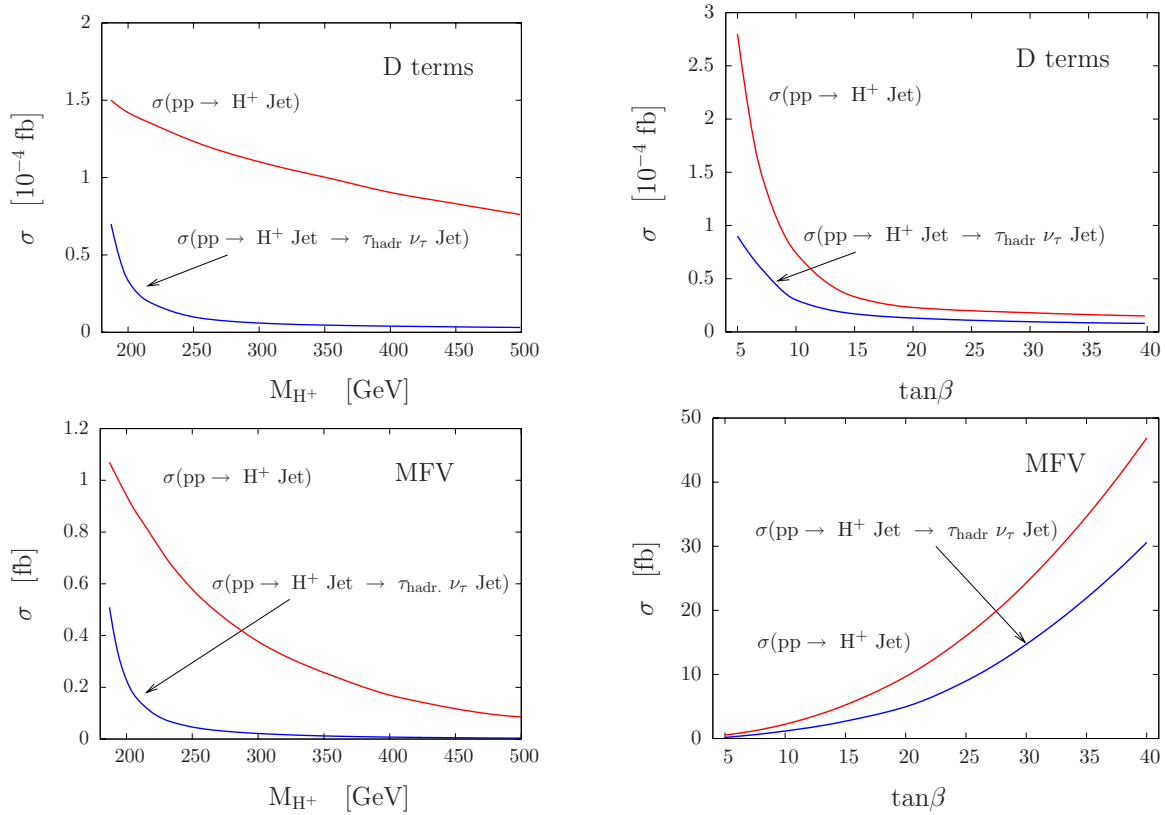 2
1.5
1
0.5
0
200 250 300 350 400 450 500
σ [10⁻⁴ fb]
M_H⁺ [GeV]
D terms
σ(pp → H⁺ Jet)
σ(pp → H⁺ Jet → τ_hadr ν_τ Jet)
3
2.5
2
1.5
1
0.5
0
5 10 15 20 25 30 35 40
σ [10⁻⁴ fb]
tanβ
D terms
σ(pp → H⁺ Jet)
σ(pp → H⁺ Jet → τ_hadr ν_τ Jet)
1.2
1
0.8
0.6
0.4
0.2
0
200 250 300 350 400 450 500
σ [fb]
M_H⁺ [GeV]
MFV
σ(pp → H⁺ Jet)
σ(pp → H⁺ Jet → τ_hadr. ν_τ Jet)
50
40
30
20
10
0
5 10 15 20 25 30 35 40
σ [fb]
tanβ
MFV
σ(pp → H⁺ Jet → τ_hadr ν_τ Jet)
σ(pp → H⁺ Jet)